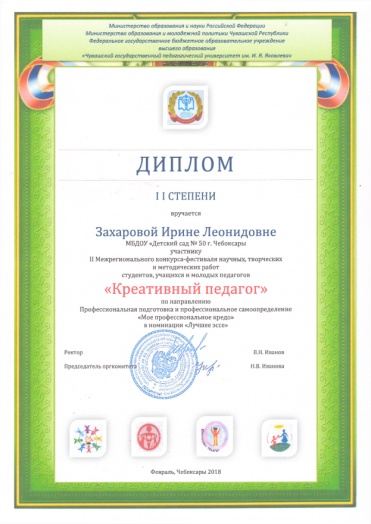 Министерство образования и науки Российской Федерации
Министерство образования и молодежной политики Чувашской Республики
Федеральное государственное бюджетное образовательное учреждение
высшего образования
«Чувашский государственный педагогический университет им. И. Я. Яковлева»
ДИПЛОМ
I I СТЕПЕНИ
вручается
Захаровой Ирине Леонидовне
МБДОУ «Детский сад № 50 г. Чебоксары
участнику
II Межрегионального конкурса-фестиваля научных, творческих
и методических работ
студентов, учащихся и молодых педагогов
«Креативный педагог»
по направлению
Профессиональная подготовка и профессиональное самоопределение
«Мое профессиональное кредо»
в номинации «Лучшее эссе»
Ректор В.Н. Иванов
Председатель оргкомитета Н.В. Иванова
Февраль, Чебоксары 2018